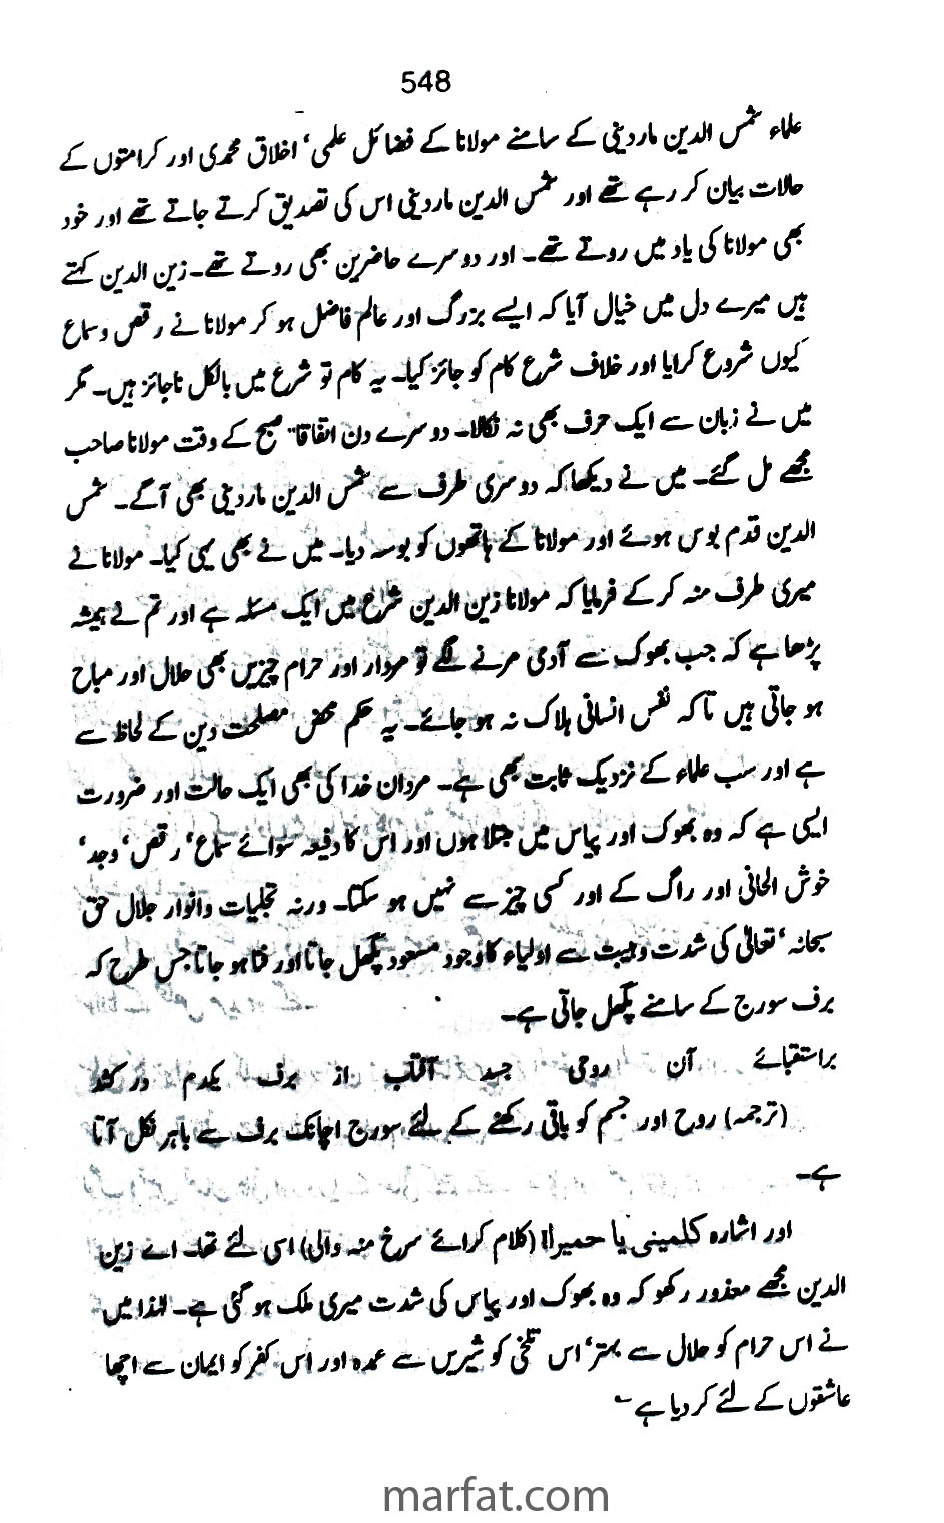 548
علماء شمس الدین ماردینی کے سامنے مولانا کے فضائل علمی‘ اخلاق محمدی اور کرامتوں کے
حالات بیان کر رہے تھے اور شمس الدین ماردینی اس کی تصدیق کرتے جاتے تھے اور خود
بھی مولانا کی یاد میں روتے تھے۔ اور دوسرے حاضرین بھی روتے تھے۔ زین الدین کہتے
ہیں میرے دل میں خیال آیا کہ ایسے بزرگ اور عالم فاضل ہو کر مولانا نے رقص و سماع
کیوں شروع کرایا اور خلاف شرع کام کو جائز کیا۔ یہ کام تو شرع میں بالکل ناجائز ہیں۔ مگر
میں نے زبان سے ایک حرف بھی نہ نکالا۔ دوسرے دن اتفاقاً صبح کے وقت مولانا صاحب
مجھے مل گئے۔ میں نے دیکھا کہ دوسری طرف سے شمس الدین ماردینی بھی آگے۔ شمس
الدین قدم بوس ہوئے اور مولانا کے ہاتھوں کو بوسہ دیا۔ میں نے بھی یہی کیا۔ مولانا نے
میری طرف منہ کر کے فرمایا کہ مولانا زین الدین شرع میں ایک مسئلہ ہے اور تم نے ہمیشہ
پڑھا ہے کہ جب بھوک سے آدمی مرنے لگے تو مردار اور حرام چیزیں بھی حلال اور مباح
ہو جاتی ہیں تاکہ نفس انسانی ہلاک نہ ہو جائے۔ یہ حکم محض مصلحت دین کے لحاظ سے
ہے اور سب علماء کے نزدیک ثابت بھی ہے۔ مردان خدا کی بھی ایک حالت اور ضرورت
ایسی ہے کہ وہ بھوک اور پیاس میں مبتلا ہوں اور اس کا دفیعہ سوائے سماع‘ رقص‘ وجد‘
خوش الحانی اور راگ کے اور کسی چیز سے نہیں ہو سکتا۔ ورنہ تجلیات و انوار جلال حق
سبحانہ‘ تعالیٰ کی شدت و ہیبت سے اولیاء کا وجود مسعود پگھل جاتا اور فنا ہو جاتا جس طرح کہ
برف سورج کے سامنے پگھل جاتی ہے۔
براستقبائے آن روحی جسد آفتاب از برف یکدم در کشد
(ترجمہ) روح اور جسم کو باقی رکھنے کے لئے سورج اچانک برف سے باہر نکل آتا
ہے۔
اور اشارہ کلمینی یا حمیرا! (کلام کرائے سرخ منہ والی) اسی لئے تھا۔ اے زین
الدین مجھے معذور رکھو کہ وہ بھوک اور پیاس کی شدت میری ملک ہو گئی ہے۔ لہٰذا میں
نے اس حرام کو حلال سے بہتر‘ اس تلخی کو شیریں سے عمدہ اور اس کفر کو ایمان سے اچھا
عاشقوں کے لئے کر دیا ہے ۔
marfat.com